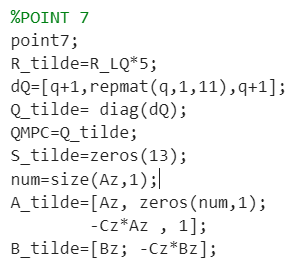 %POINT 7
point7;
R_tilde=R_LQ*5;
dQ=[q+1,repmat(q,1,11),q+1];
Q_tilde= diag(dQ);
QMPC=Q_tilde;
S_tilde=zeros(13);
num=size(Az,1);
A_tilde=[Az, zeros(num,1);
-Cz*Az , 1];
B_tilde=[Bz; -Cz*Bz];